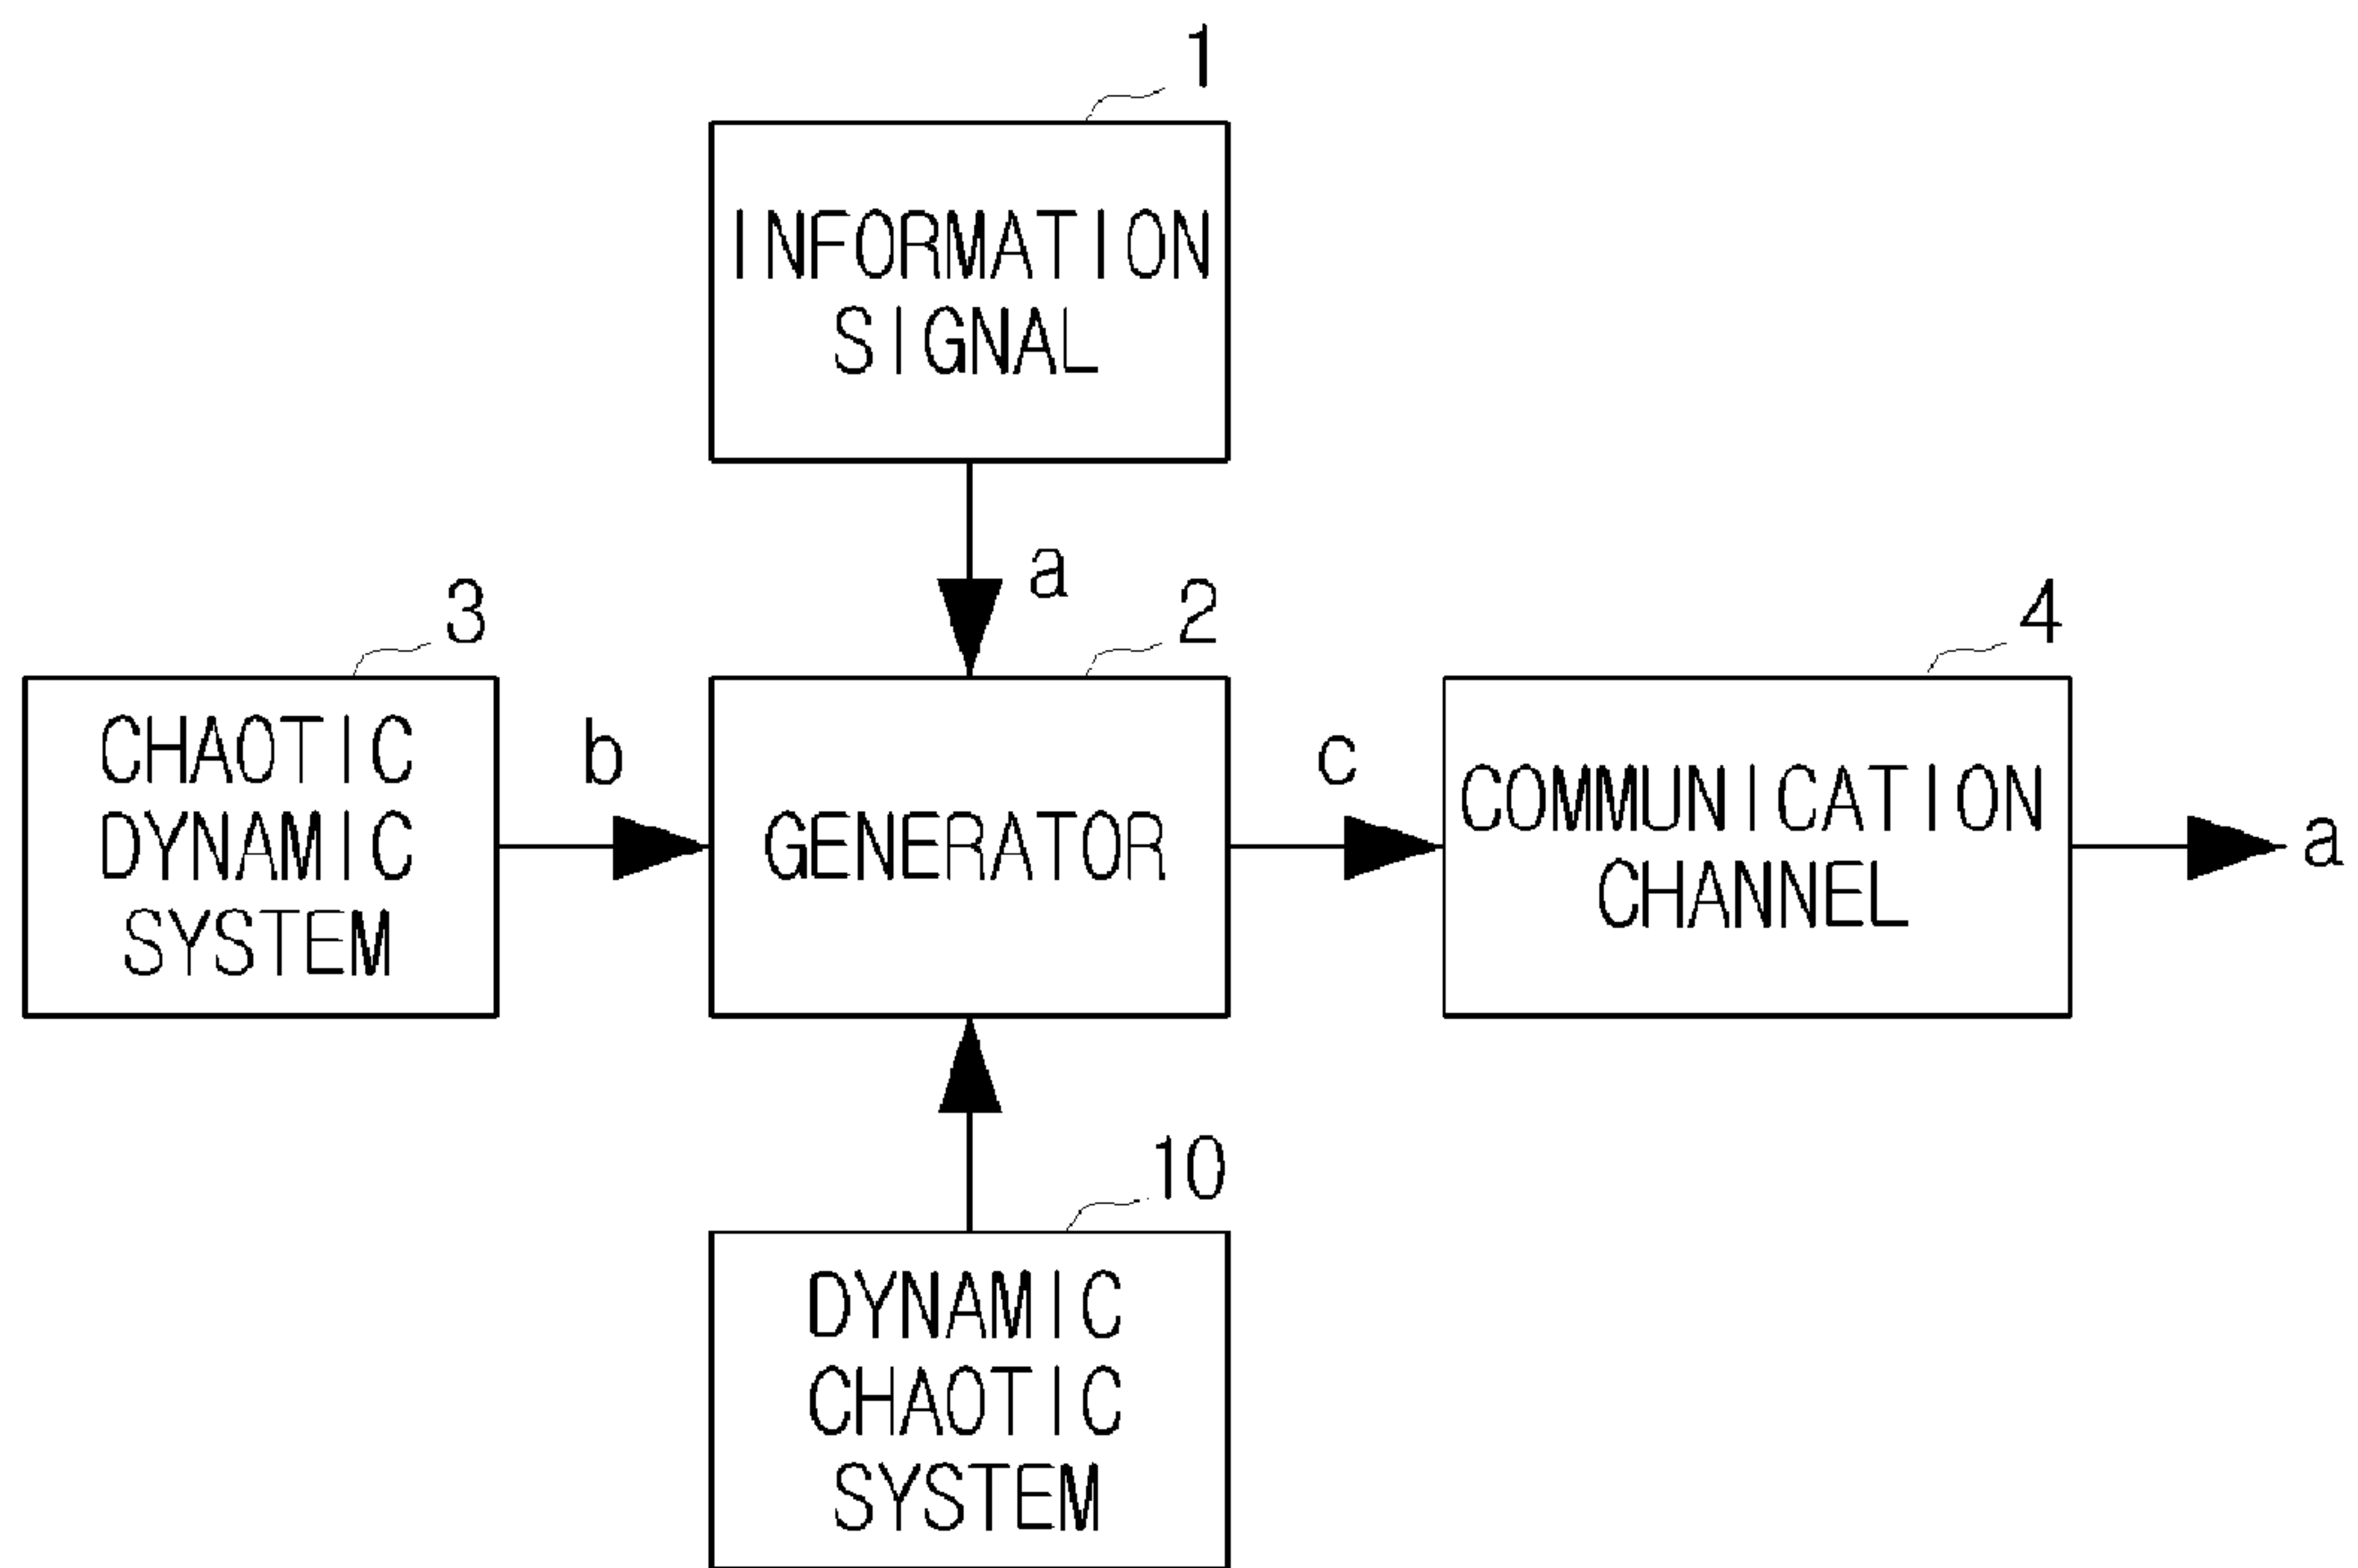 1
INFORMATION
SIGNAL
a
3
2
4
CHAOTIC
DYNAMIC
SYSTEM
b
GENERATOR
c
COMMUNICATION
CHANNEL
a
10
DYNAMIC
CHAOTIC
SYSTEM